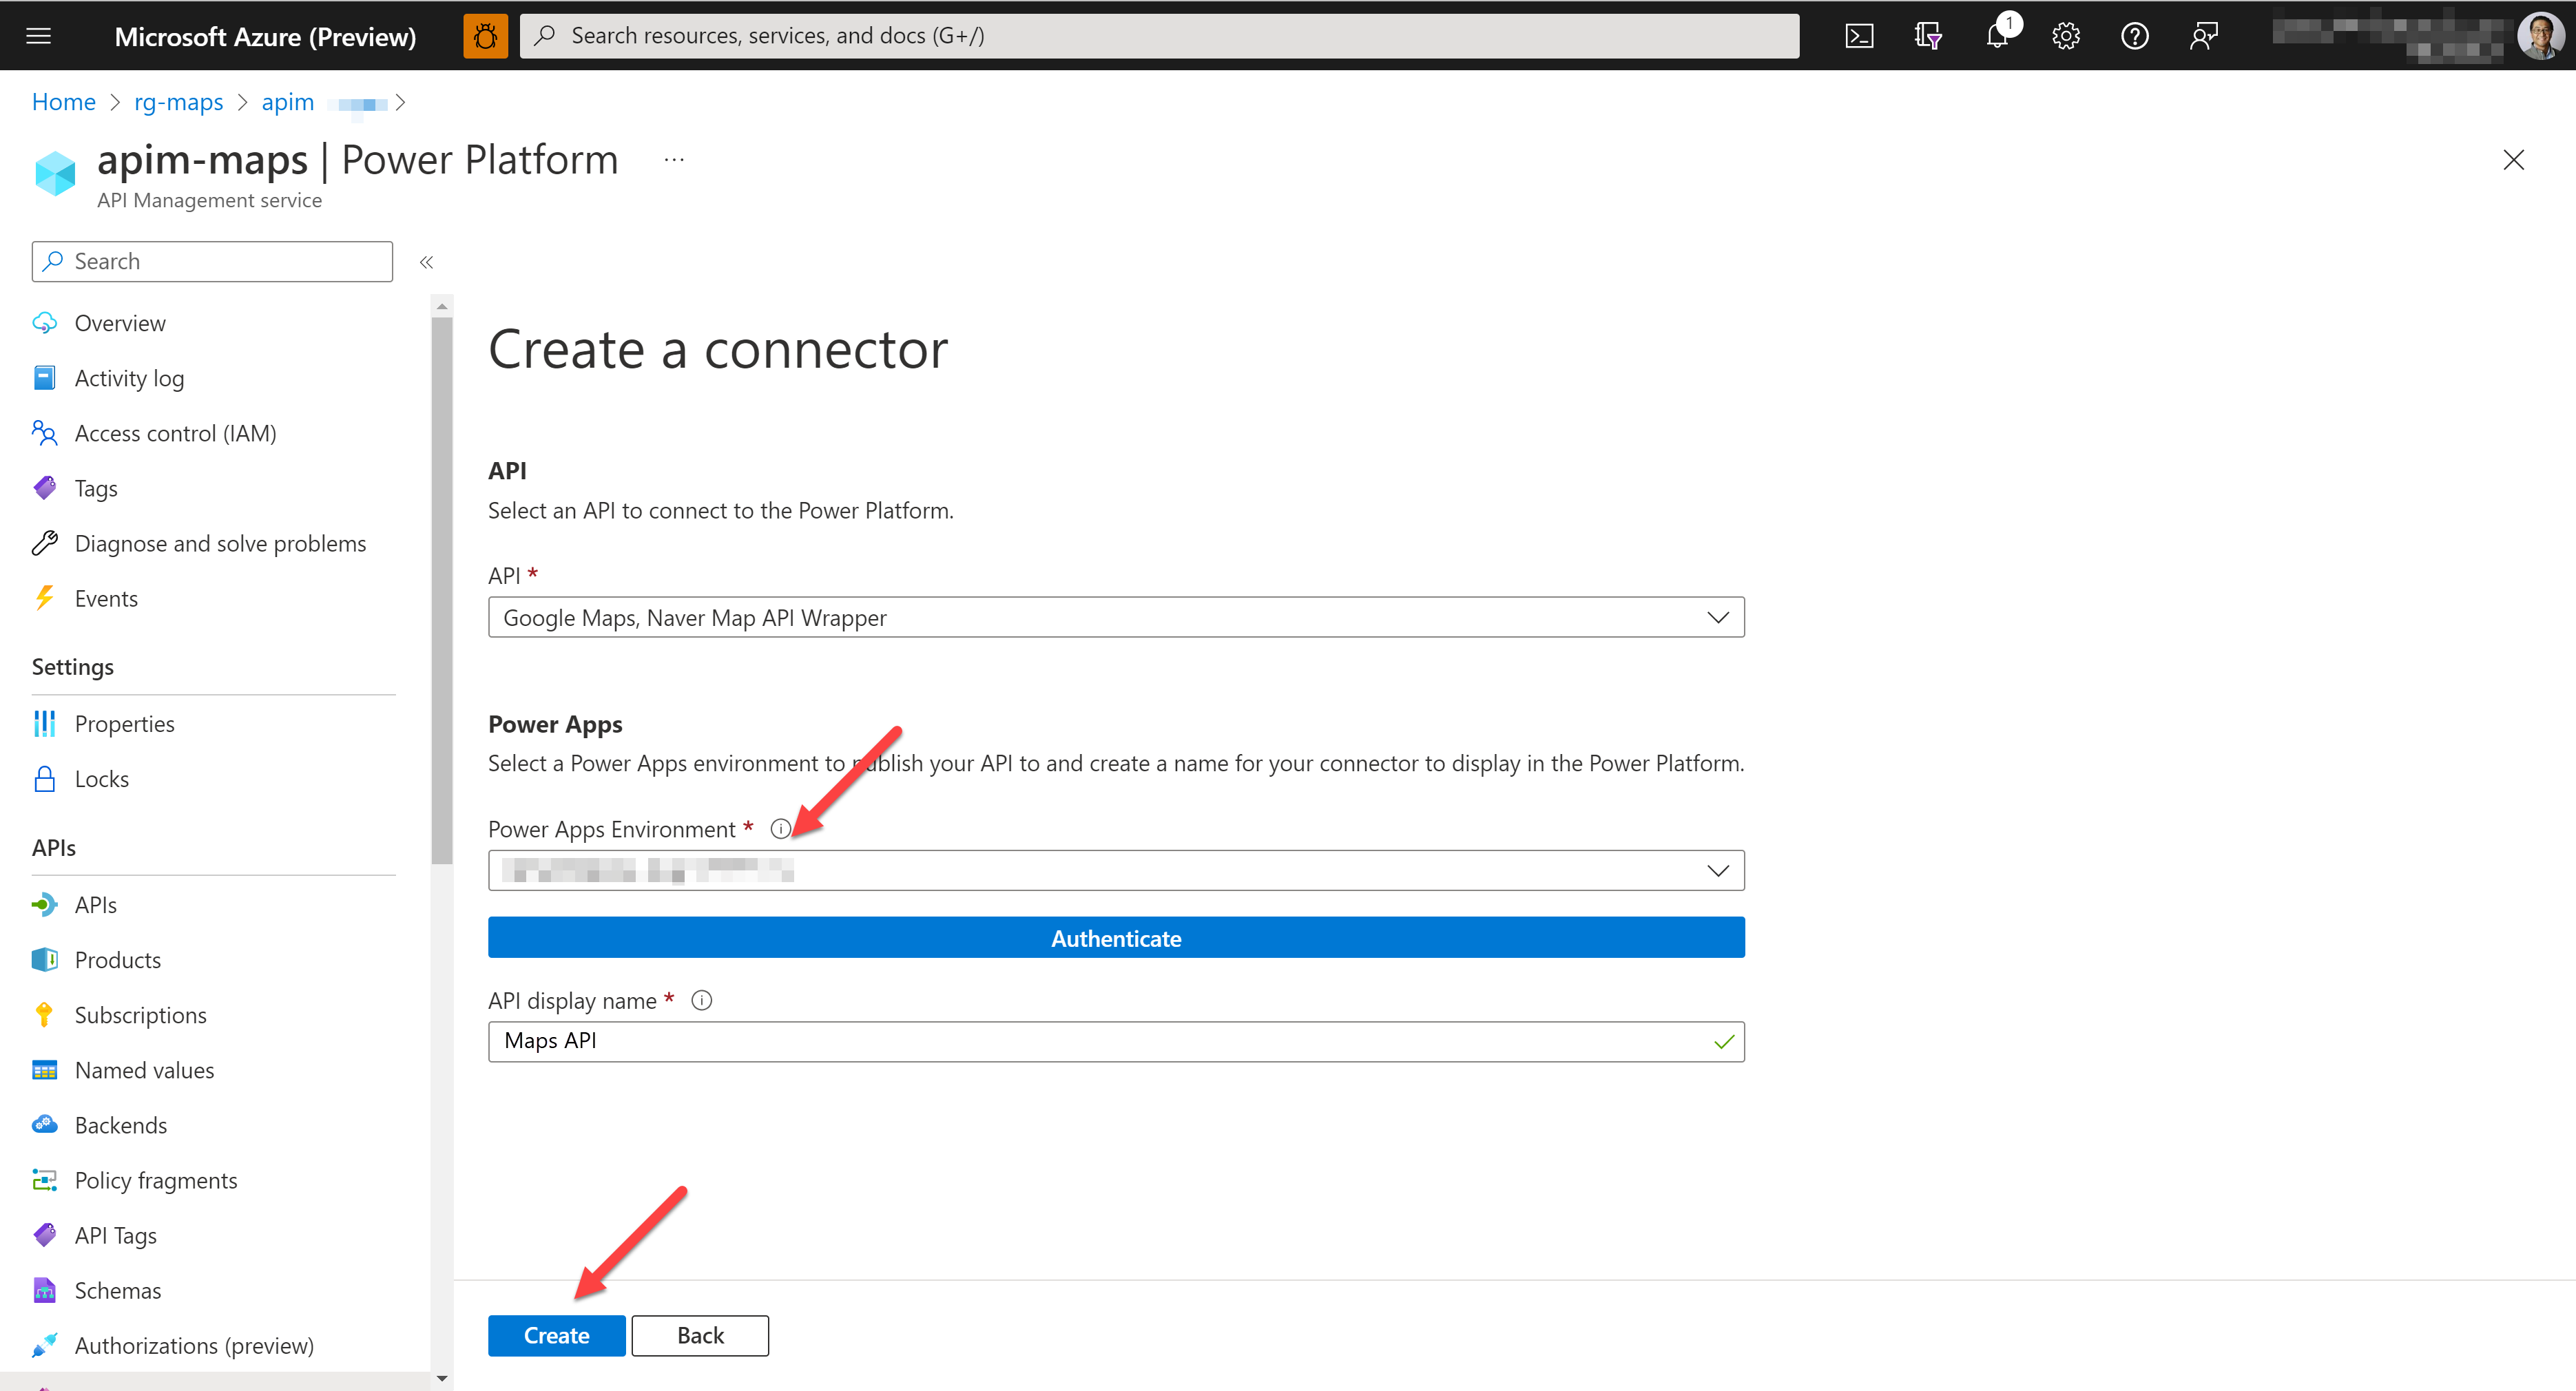 Microsoft Azure (Preview)
Search resources, services, and docs (G+/)
1
Home > rg-maps > apim >
apim-maps | Power Platform ...
API Management service
Search
«
Overview
Activity log
Access control (IAM)
Tags
Diagnose and solve problems
Events
Settings
Properties
Locks
APIs
APIs
Products
Subscriptions
Named values
Backends
Policy fragments
API Tags
Schemas
Authorizations (preview)
Create a connector
API
Select an API to connect to the Power Platform.
API *
Google Maps, Naver Map API Wrapper
Power Apps
Select a Power Apps environment to publish your API to and create a name for your connector to display in the Power Platform.
Power Apps Environment *
Authenticate
API display name *
Maps API
Create
Back